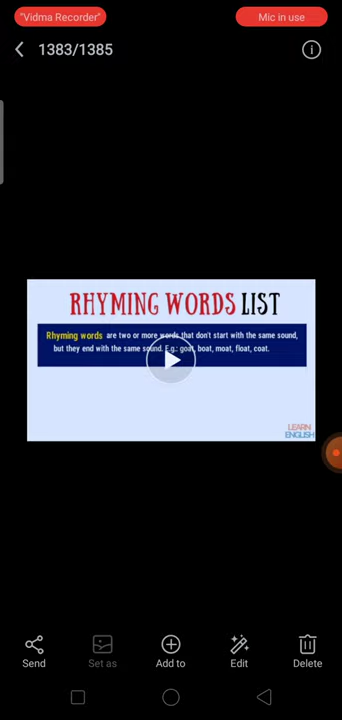 "Vidma Recorder"
Mic in use
1383/1385
RHYMING WORDS LIST
Rhyming words are two or more words that don't start with the same sound,
but they end with the same sound. E.g.: goat, boat, moat, float, coat.
LEARN
ENGLISH
Send
Set as
Add to
Edit
Delete